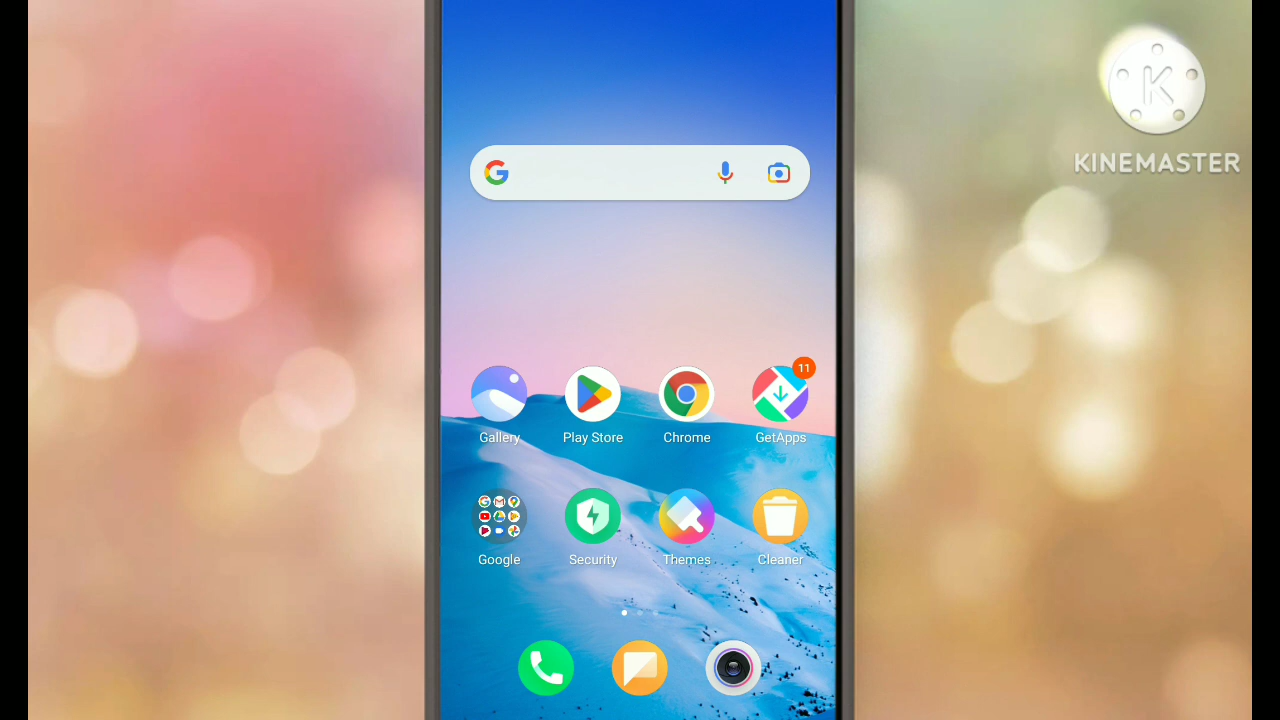 KINEMASTER
11
Gallery
Play Store
Chrome
GetApps
Google
Security
Themes
Cleaner